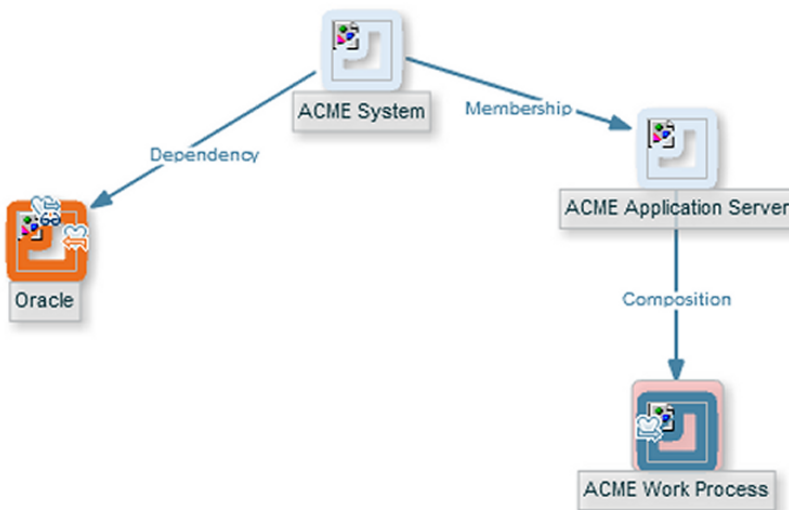 ACME System
Membership
Dependency
ACME Application Server
Oracle
Composition
ACME Work Process